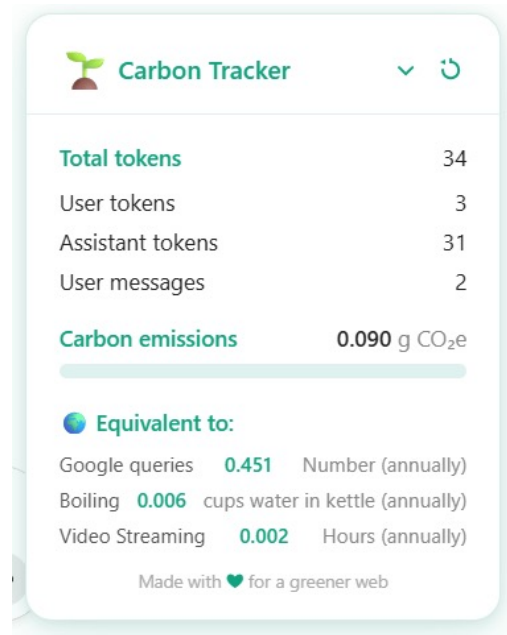 Carbon Tracker
Total tokens 34
User tokens 3
Assistant tokens 31
User messages 2
Carbon emissions 0.090 g CO₂e
Equivalent to:
Google queries 0.451 Number (annually)
Boiling 0.006 cups water in kettle (annually)
Video Streaming 0.002 Hours (annually)
Made with ♥ for a greener web